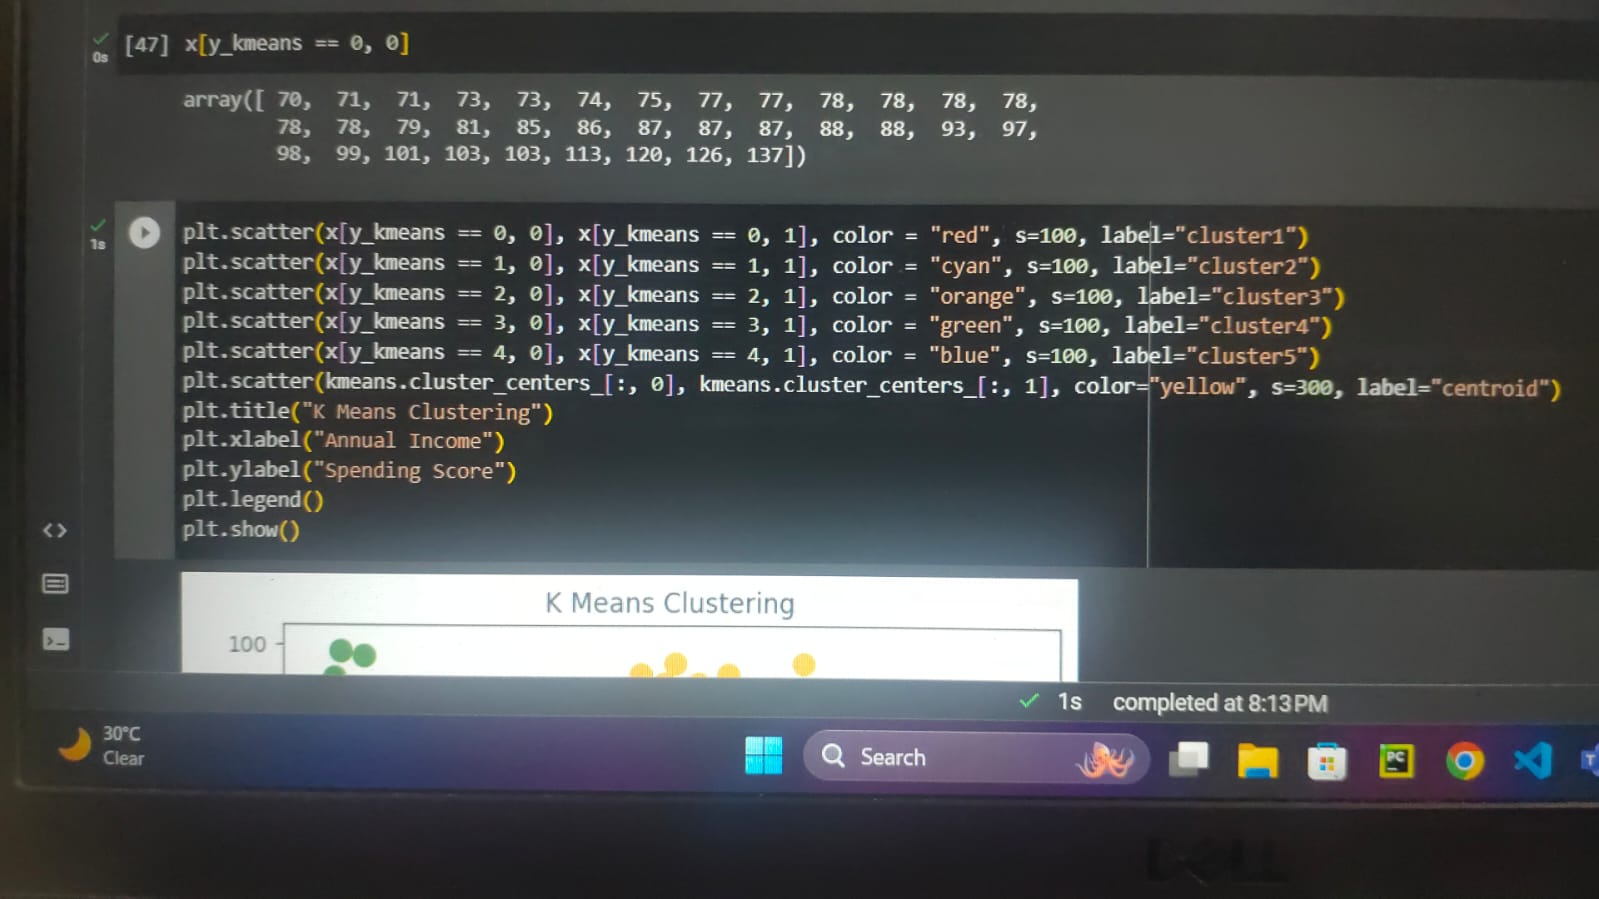 0s
[47] x[y_kmeans == 0, 0]
array([ 70, 71, 71, 73, 73, 74, 75, 77, 77, 78, 78, 78, 78,
78, 78, 79, 81, 85, 86, 87, 87, 87, 88, 88, 93, 97,
98, 99, 101, 103, 103, 113, 120, 126, 137])
1s
plt.scatter(x[y_kmeans == 0, 0], x[y_kmeans == 0, 1], color = "red", s=100, label="cluster1")
plt.scatter(x[y_kmeans == 1, 0], x[y_kmeans == 1, 1], color = "cyan", s=100, label="cluster2")
plt.scatter(x[y_kmeans == 2, 0], x[y_kmeans == 2, 1], color = "orange", s=100, label="cluster3")
plt.scatter(x[y_kmeans == 3, 0], x[y_kmeans == 3, 1], color = "green", s=100, label="cluster4")
plt.scatter(x[y_kmeans == 4, 0], x[y_kmeans == 4, 1], color = "blue", s=100, label="cluster5")
plt.scatter(kmeans.cluster_centers_[:, 0], kmeans.cluster_centers_[:, 1], color="yellow", s=300, label="centroid")
plt.title("K Means Clustering")
plt.xlabel("Annual Income")
plt.ylabel("Spending Score")
plt.legend()
plt.show()
K Means Clustering
100
1s completed at 8:13 PM
30°C
Clear
Search
PC
T
DELL